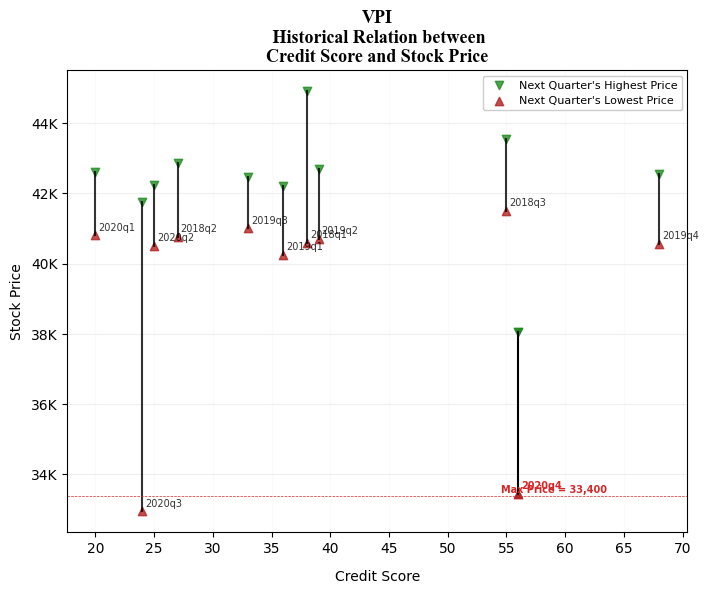 VPI
Historical Relation between
Credit Score and Stock Price
Next Quarter's Highest Price
Next Quarter's Lowest Price
44K
42K
40K
38K
36K
34K
Stock Price
2020q1
2020q3
2020q2
2018q2
2019q3
2019q1
2018q1
2019q2
2018q3
2020q4
2019q4
Max Price = 33,400
20 25 30 35 40 45 50 55 60 65 70
Credit Score